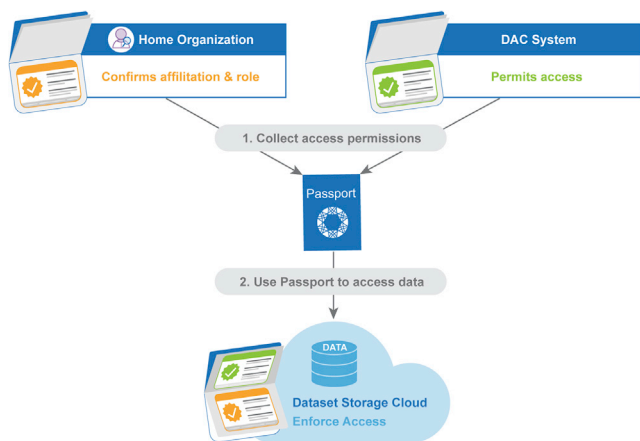 Home Organization
Confirms affilitation & role
DAC System
Permits access
1. Collect access permissions
Passport
2. Use Passport to access data
DATA
Dataset Storage Cloud
Enforce Access